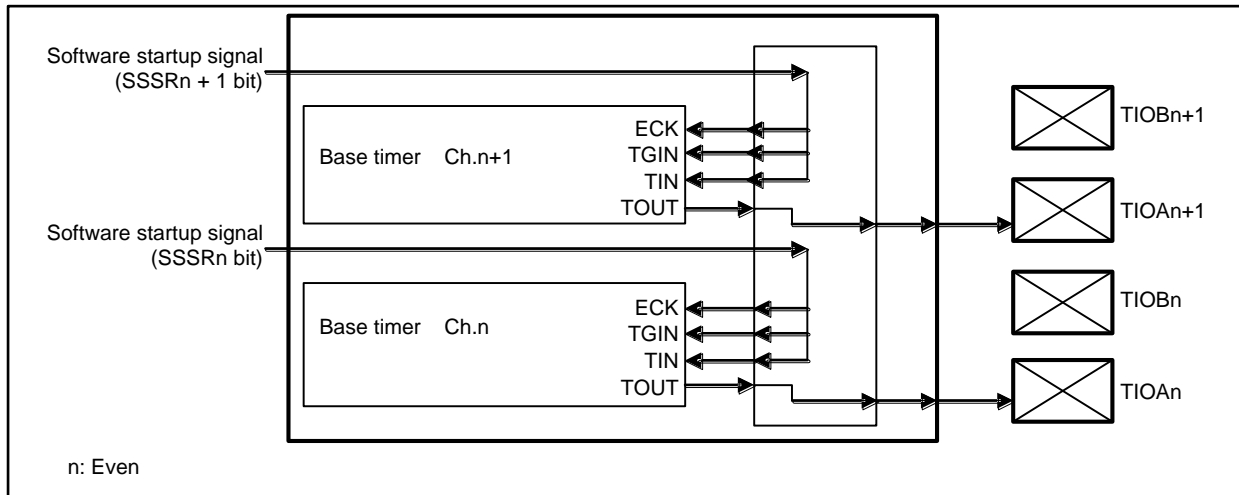 Software startup signal
(SSSRn + 1 bit)
TIOBn+1
ECK
Base timer Ch.n+1
TGIN
TIN
TIOAn+1
TOUT
Software startup signal
(SSSRn bit)
TIOBn
ECK
Base timer Ch.n
TGIN
TIN
TOUT
TIOAn
n: Even